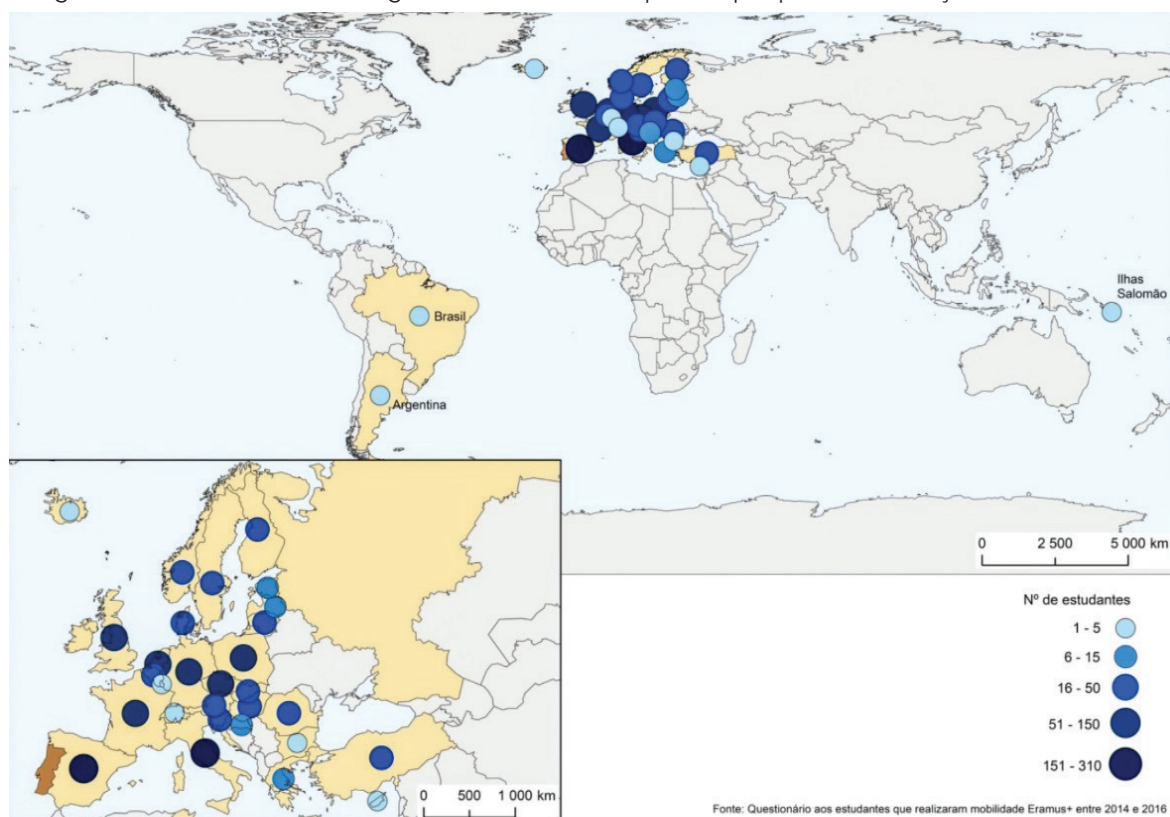 Ilhas
Salomão
Brasil
Argentina
0 2 500 5 000 km
0 500 1 000 km
Nº de estudantes
1 - 5
6 - 15
16 - 50
51 - 150
151 - 310
Fonte: Questionário aos estudantes que realizaram mobilidade Eramus+ entre 2014 e 2016